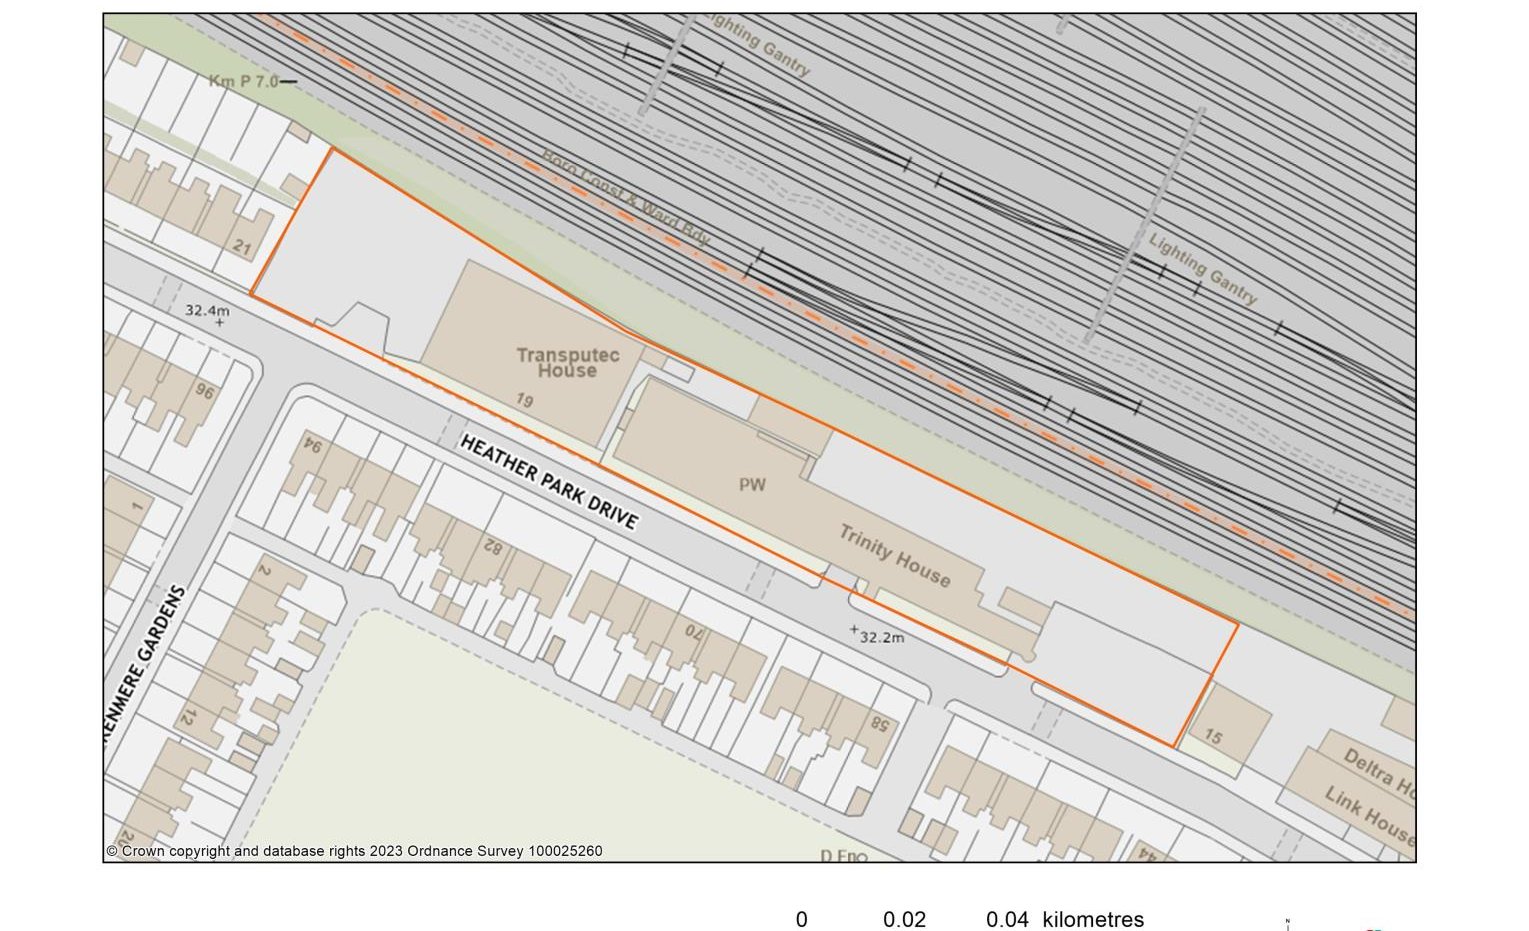 Lighting Gantry
Km P 7.0
Boro Const & Ward Bdy
Lighting Gantry
21
32.4m
Transputec
House
19
96
94
HEATHER PARK DRIVE
PW
Trinity House
1
82
2
70
32.2m
58
15
12
20
44
Link House
© Crown copyright and database rights 2023 Ordnance Survey 100025260
0 0.02 0.04 kilometres
N